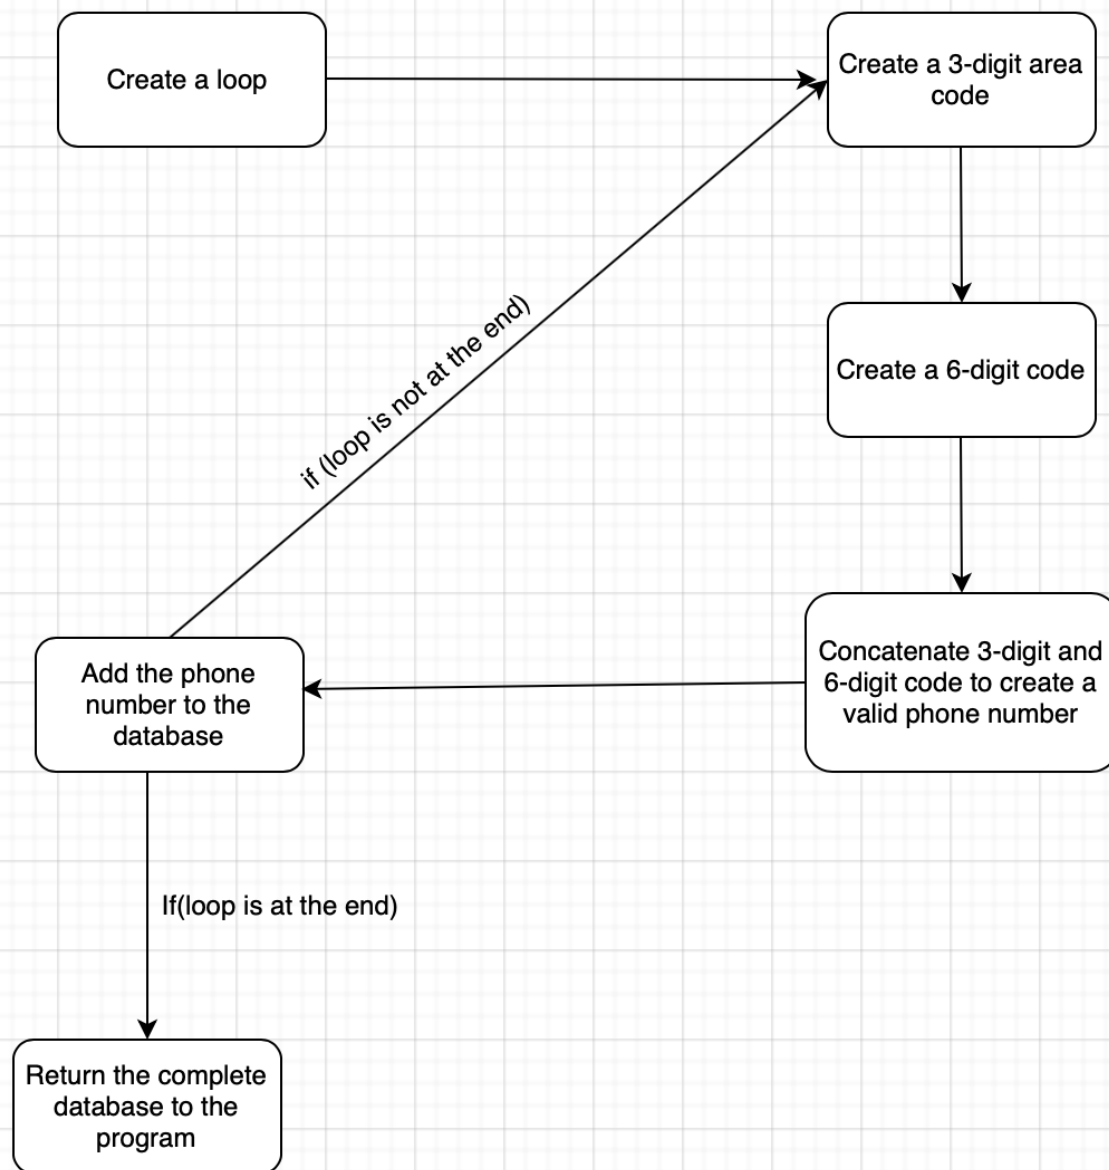 Create a loop
Create a 3-digit area
code
if (loop is not at the end)
Create a 6-digit code
Concatenate 3-digit and
6-digit code to create a
valid phone number
Add the phone
number to the
database
If(loop is at the end)
Return the complete
database to the
program